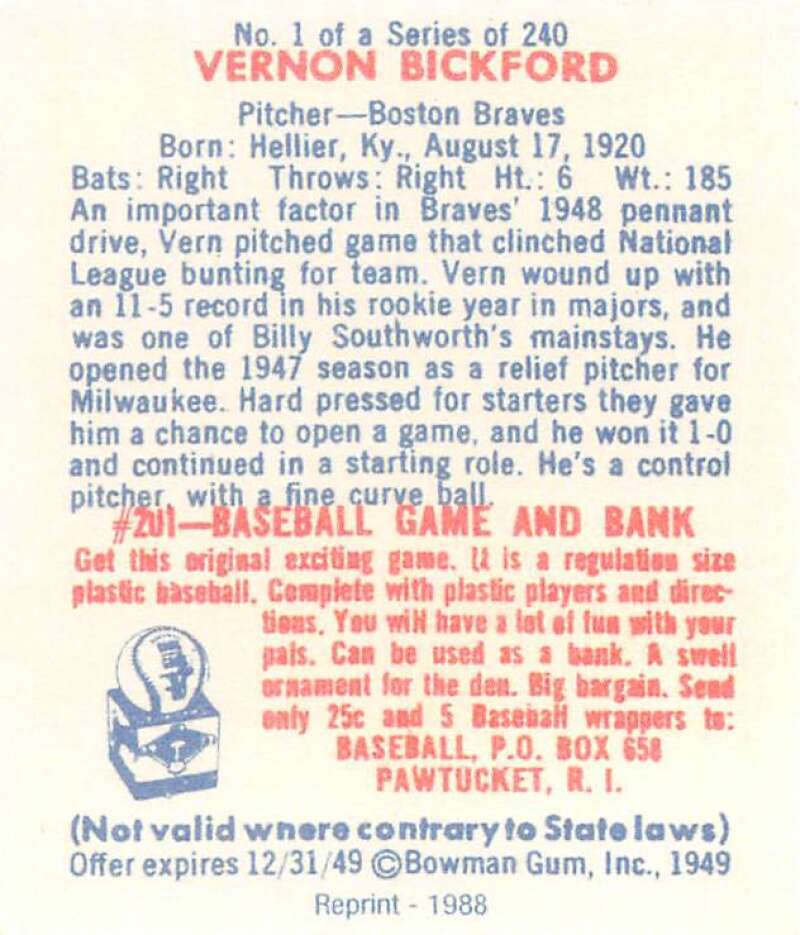 No. 1 of a Series of 240
VERNON BICKFORD
Pitcher—Boston Braves
Born: Hellier, Ky., August 17, 1920
Bats: Right Throws: Right Ht.: 6 Wt.: 185
An important factor in Braves' 1948 pennant
drive, Vern pitched game that clinched National
League bunting for team. Vern wound up with
an 11-5 record in his rookie year in majors, and
was one of Billy Southworth's mainstays. He
opened the 1947 season as a relief pitcher for
Milwaukee. Hard pressed for starters they gave
him a chance to open a game, and he won it 1-0
and continued in a starting role. He's a control
pitcher, with a fine curve ball.
#201—BASEBALL GAME AND BANK
Get this original exciting game. It is a regulation size
plastic baseball. Complete with plastic players and direc-
tions. You will have a lot of fun with your
pals. Can be used as a bank. A swell
ornament for the den. Big bargain. Send
only 25c and 5 Baseball wrappers to:
BASEBALL, P.O. BOX 658
PAWTUCKET, R. I.
(Not valid where contrary to State laws)
Offer expires 12/31/49 ©Bowman Gum, Inc., 1949
Reprint - 1988